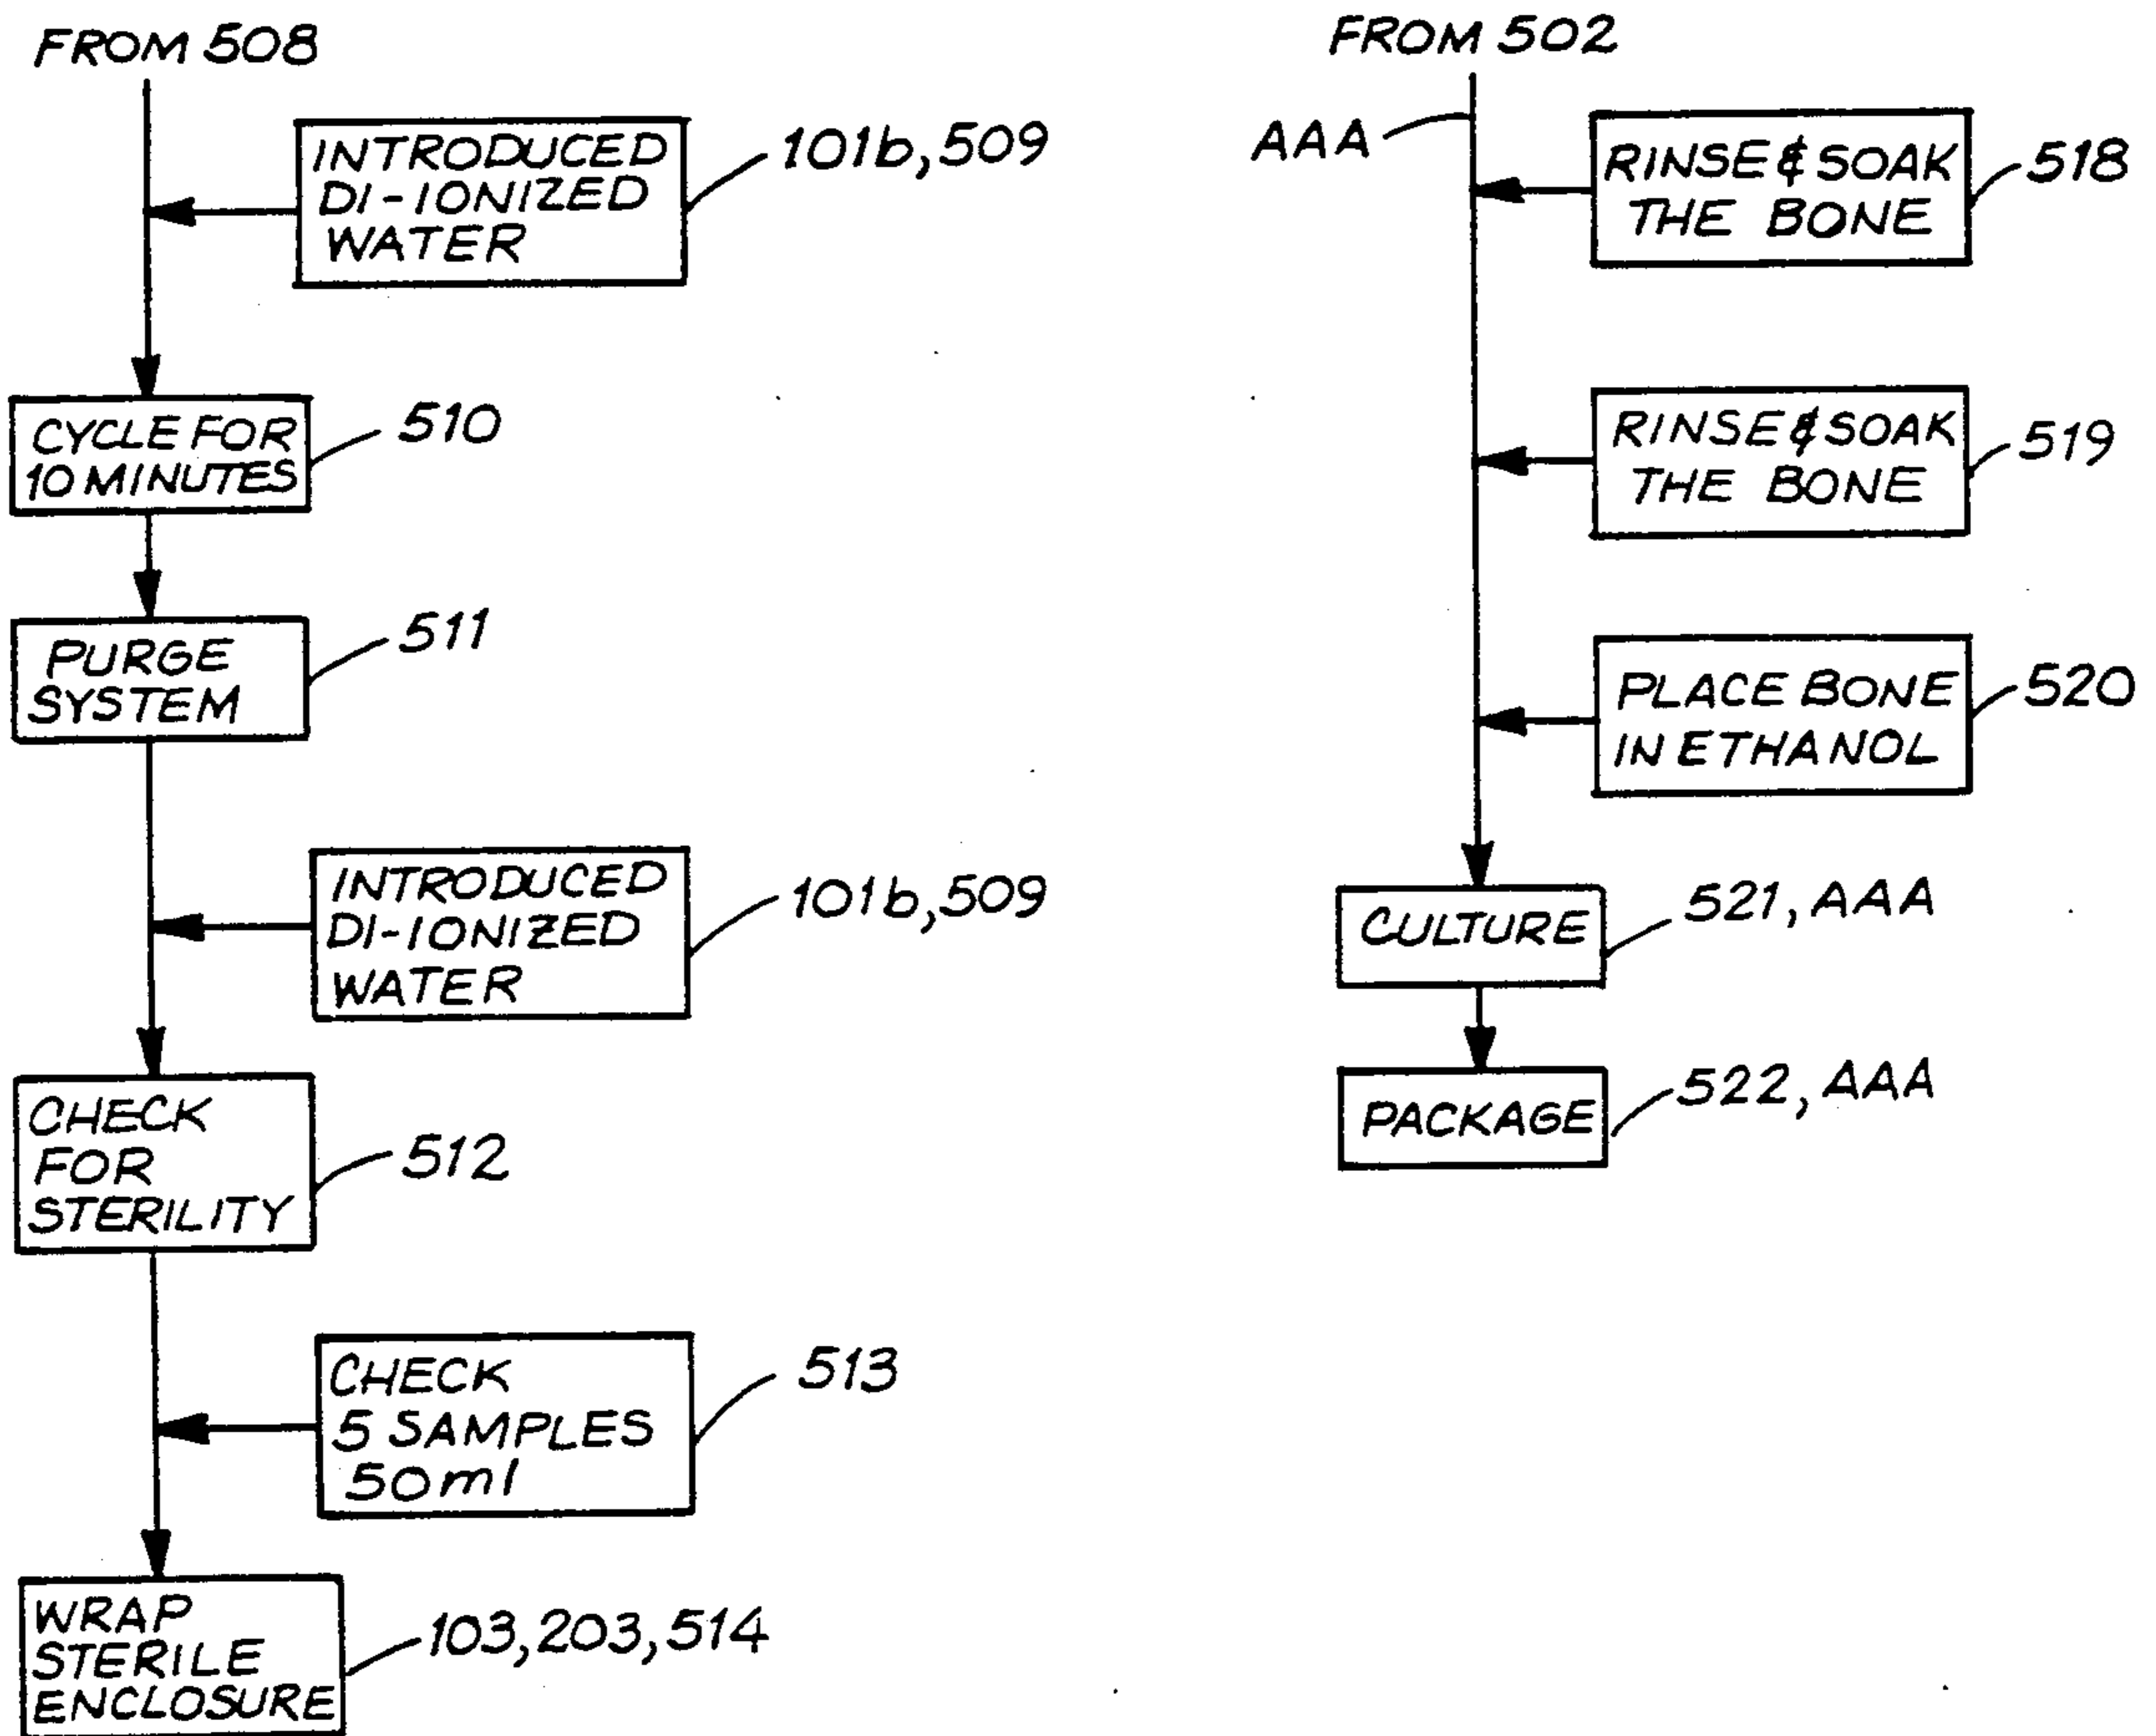 FROM 508
INTRODUCED
DI-IONIZED
WATER
101b, 509
CYCLE FOR
10 MINUTES
510
PURGE
SYSTEM
511
INTRODUCED
DI-IONIZED
WATER
101b, 509
CHECK
FOR
STERILITY
512
CHECK
5 SAMPLES
50ml
513
WRAP
STERILE
ENCLOSURE
103, 203, 514
FROM 502
AAA
RINSE & SOAK
THE BONE
518
RINSE & SOAK
THE BONE
519
PLACE BONE
IN ETHANOL
520
CULTURE
521, AAA
PACKAGE
522, AAA